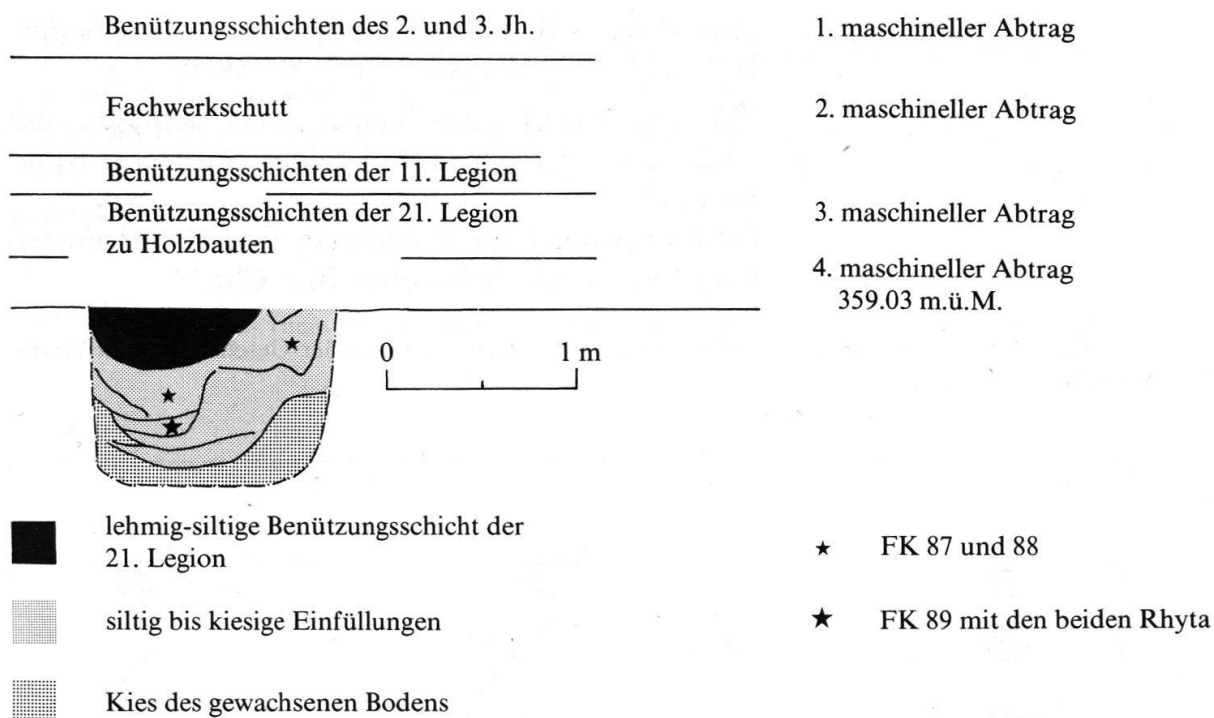 Benützungsschichten des 2. und 3. Jh.
1. maschineller Abtrag
Fachwerkschutt
2. maschineller Abtrag
Benützungsschichten der 11. Legion
Benützungsschichten der 21. Legion
zu Holzbauten
3. maschineller Abtrag
4. maschineller Abtrag
359.03 m.ü.M.
0 1 m
lehmig-siltige Benützungsschicht der
21. Legion
siltig bis kiesige Einfüllungen
Kies des gewachsenen Bodens
FK 87 und 88
FK 89 mit den beiden Rhyta